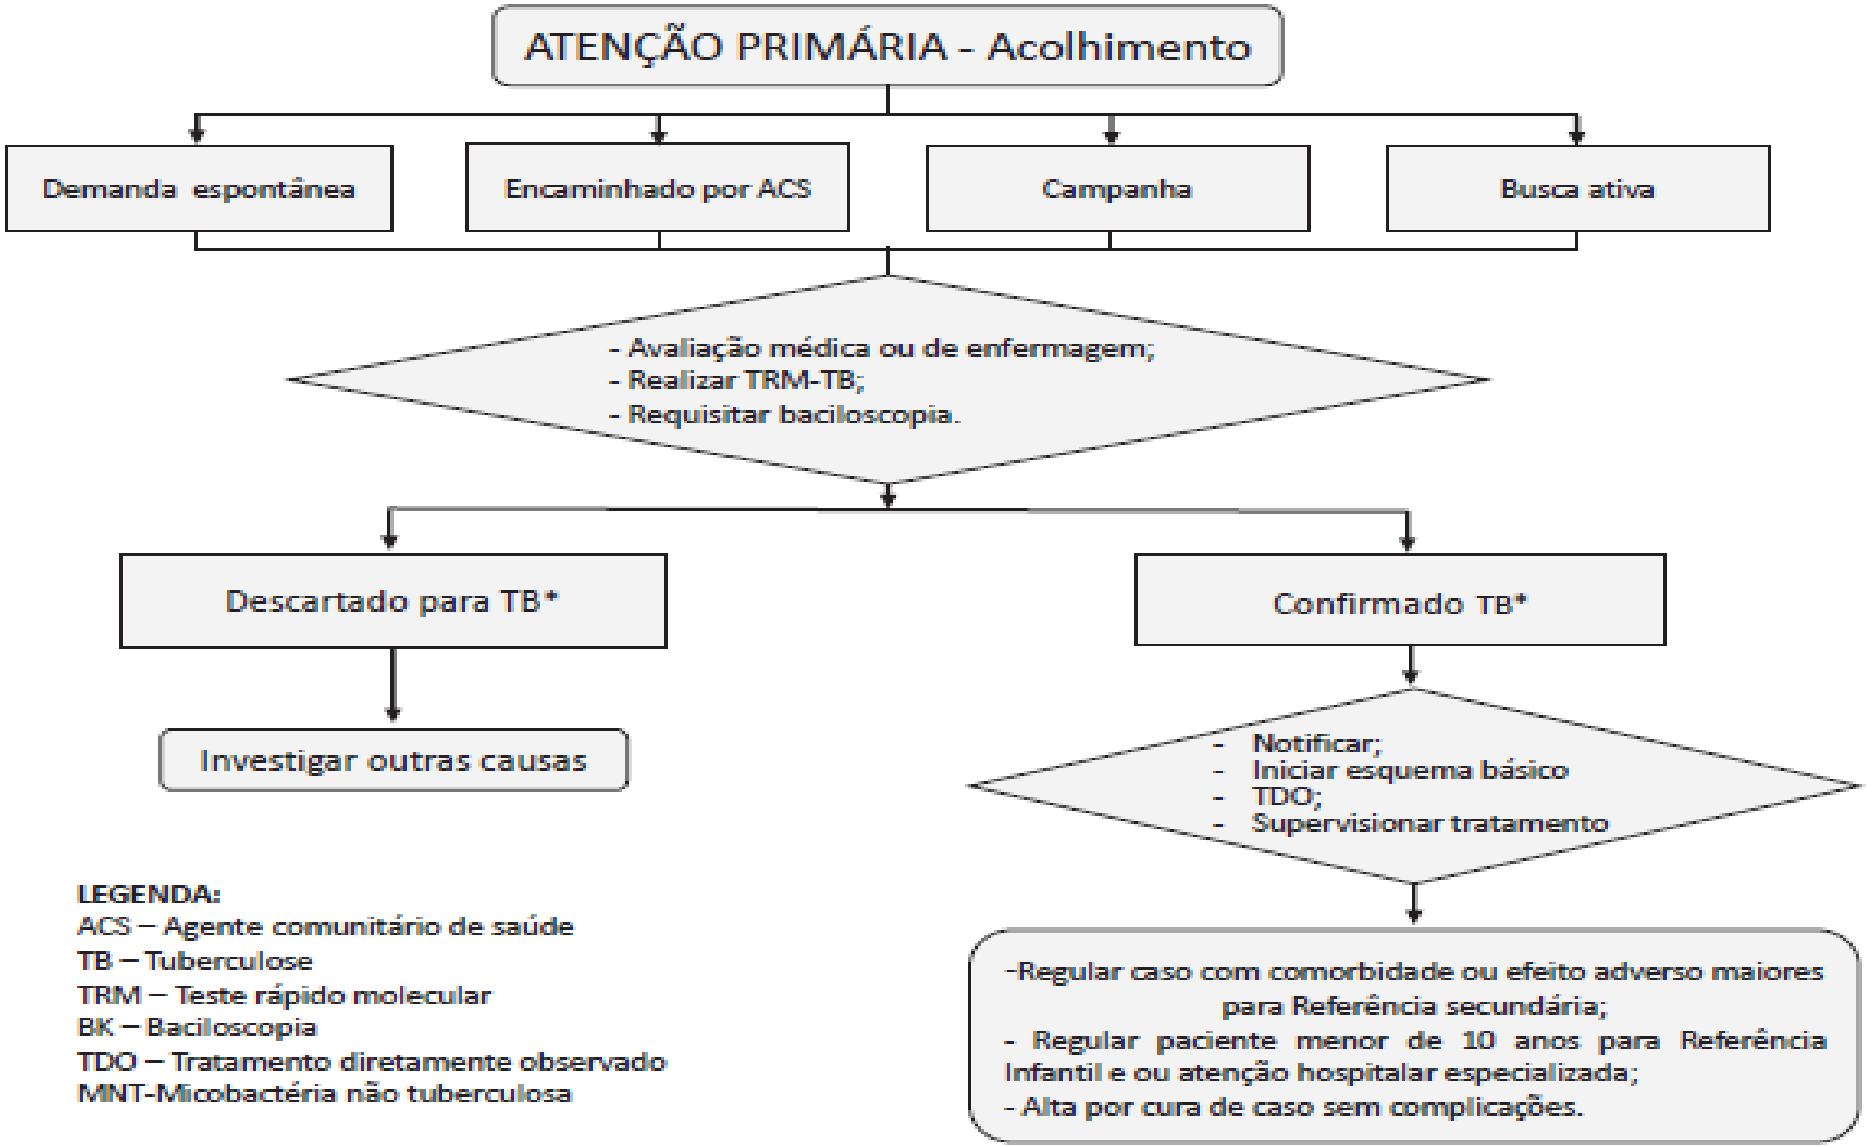 ATENÇÃO PRIMÁRIA - Acolhimento
Demanda espontânea
Encaminhado por ACS
Campanha
Busca ativa
- Avaliação médica ou de enfermagem;
- Realizar TRM-TB;
- Requisitar baciloscopia.
Descartado para TB*
Confirmado TB*
Investigar outras causas
- Notificar;
- Iniciar esquema básico
- TDO;
- Supervisionar tratamento
LEGENDA:
ACS – Agente comunitário de saúde
TB – Tuberculose
TRM – Teste rápido molecular
BK – Baciloscopia
TDO – Tratamento diretamente observado
MNT-Micobactéria não tuberculosa
-Regular caso com comorbidade ou efeito adverso maiores
para Referência secundária;
- Regular paciente menor de 10 anos para Referência
Infantil e ou atenção hospitalar especializada;
- Alta por cura de caso sem complicações.